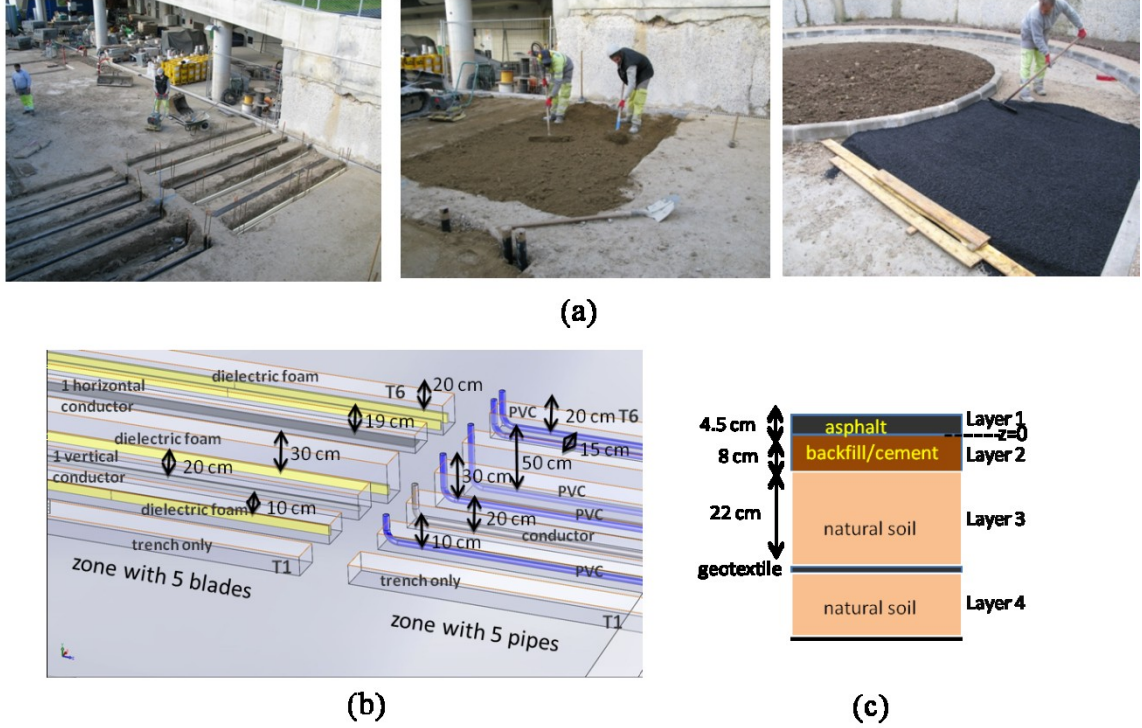 (a)
dielectric foam
T6
20 cm
1 horizontal
conductor
19 cm
dielectric foam
30 cm
1 vertical
conductor
20 cm
10 cm
dielectric foam
trench only
T1
zone with 5 blades
PVC
20 cm
T6
15 cm
50 cm
30 cm
PVC
PVC
20 cm
conductor
10 cm
PVC
trench only
T1
zone with 5 pipes
(b)
4.5 cm
asphalt
Layer 1
z=0
8 cm
backfill/cement
Layer 2
22 cm
natural soil
Layer 3
geotextile
natural soil
Layer 4
(c)